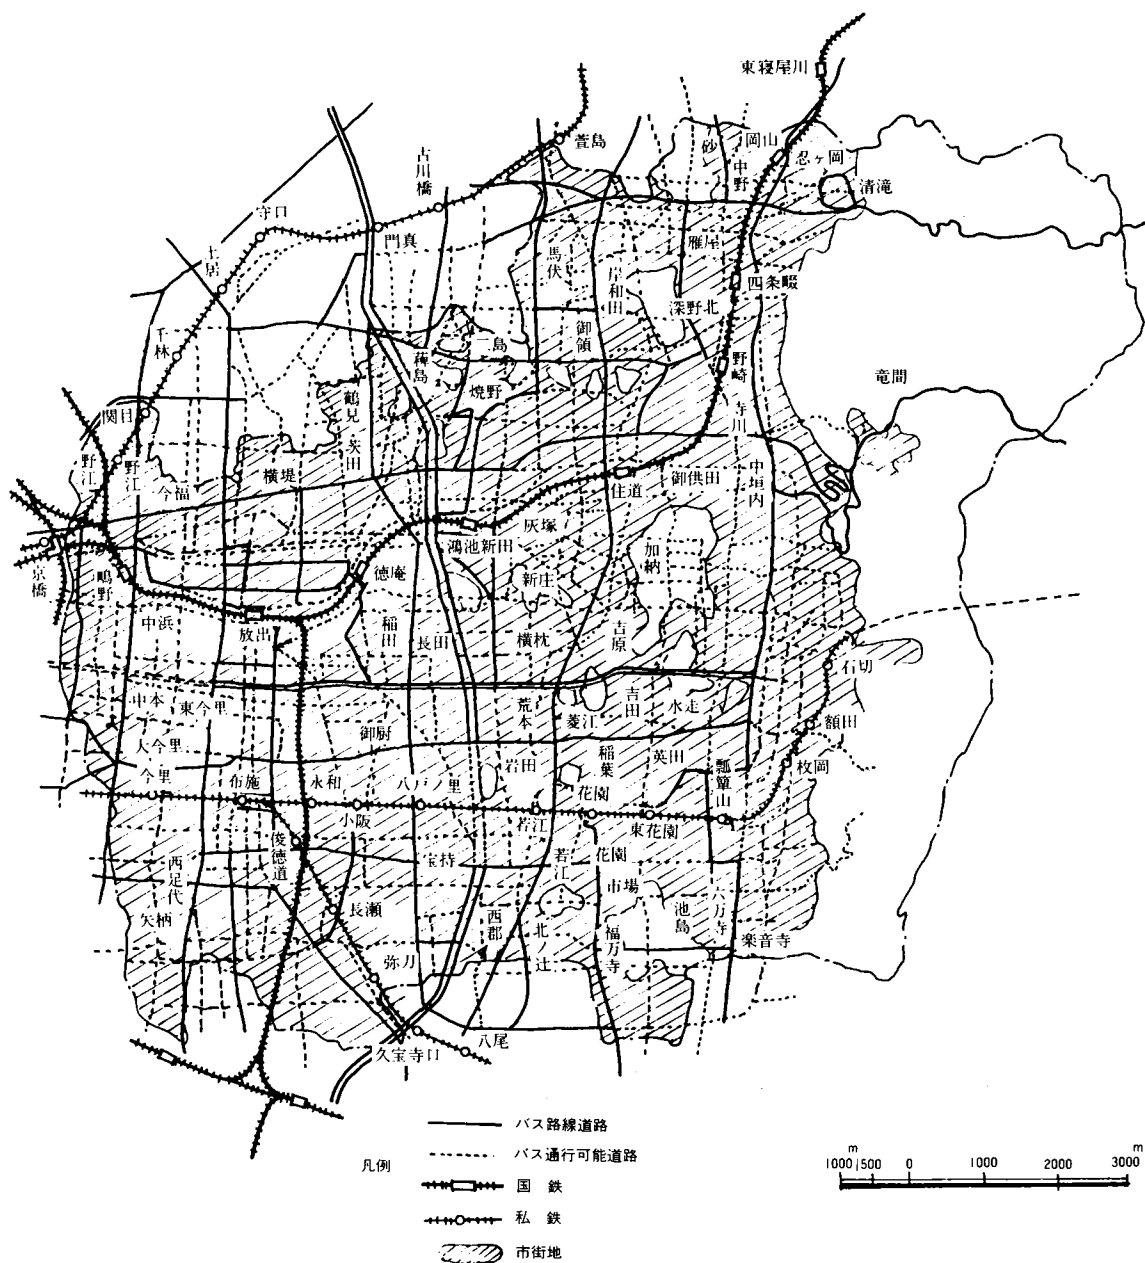 東寝屋川
萱島
砂
岡山
忍ヶ岡
中野
清滝
古川橋
守口
門真
土居
雁屋
馬伏
岸和田
四条畷
深野北
千林
御領
三島
稗島
焼野
野崎
竜間
鶴見
関目
寺川
野江
野江
今福
横堤
中垣内
住道
御供田
灰塚
鴻池新田
加納
京橋
鴫野
徳庵
新庄
中浜
放出
稲田
長田
横枕
吉原
石切
中本
東今里
荒本
菱江
吉田
水走
額田
大今里
御厨
岩田
稲葉
英田
瓢簞山
枚岡
今里
布施
永和
八戸ノ里
花園
小阪
若江
東花園
俊徳道
宝持
若江
花園
西足代
市場
矢柄
長瀬
西郡
北ノ辻
福万寺
池島
万寺
楽音寺
弥刀
久宝寺口
八尾
凡例
バス路線道路
バス通行可能道路
国鉄
私鉄
市街地
m m
1000 500 0 1000 2000 3000